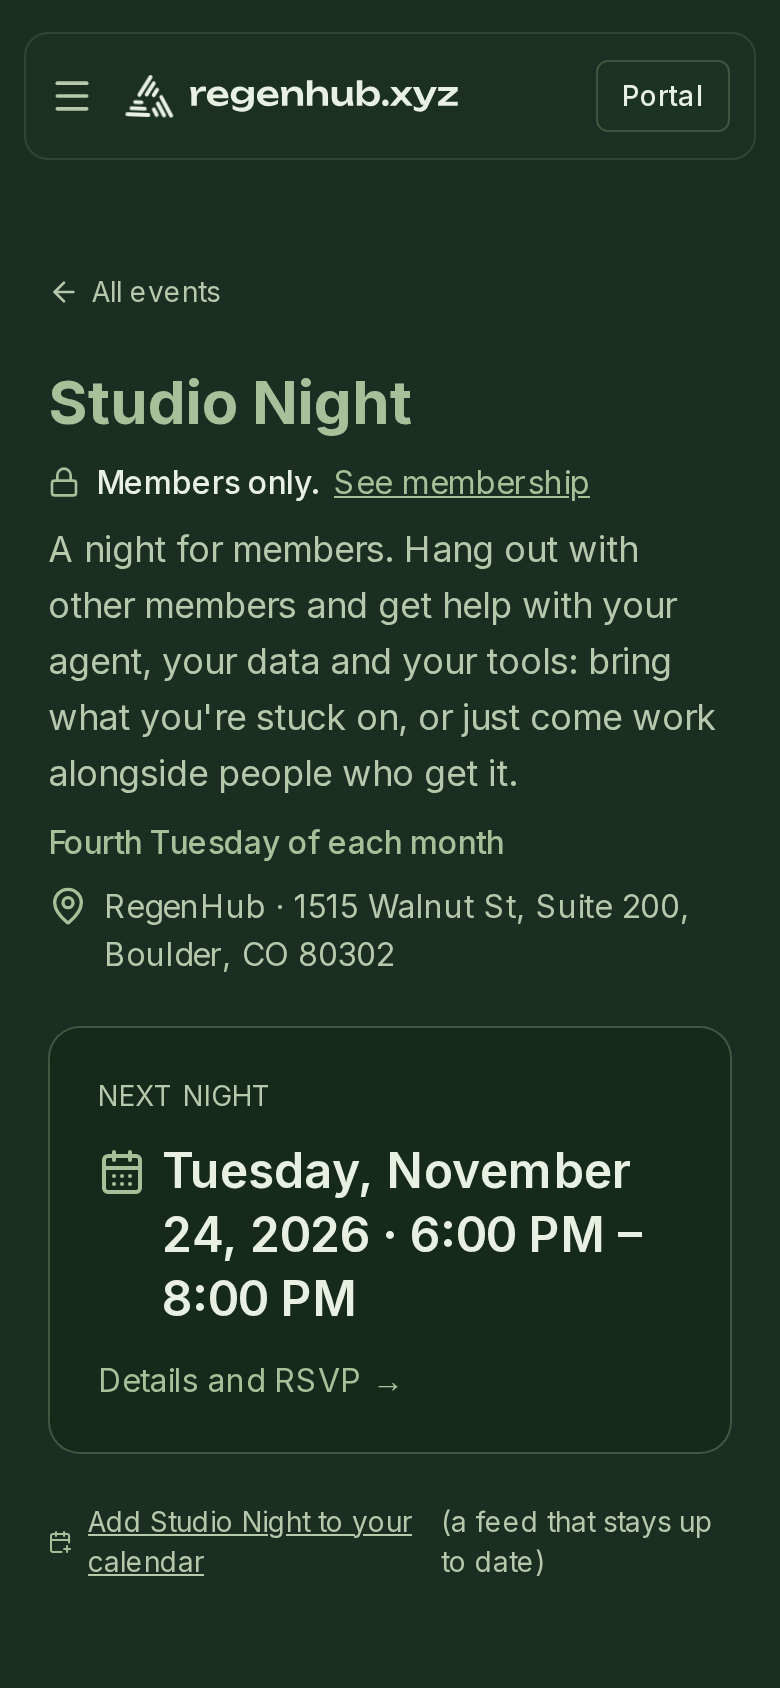 regenhub.xyz
Portal
All events
Studio Night
Members only. See membership
A night for members. Hang out with
other members and get help with your
agent, your data and your tools: bring
what you're stuck on, or just come work
alongside people who get it.
Fourth Tuesday of each month
RegenHub · 1515 Walnut St, Suite 200,
Boulder, CO 80302
NEXT NIGHT
Tuesday, November
24, 2026 · 6:00 PM –
8:00 PM
Details and RSVP →
Add Studio Night to your
calendar
(a feed that stays up
to date)